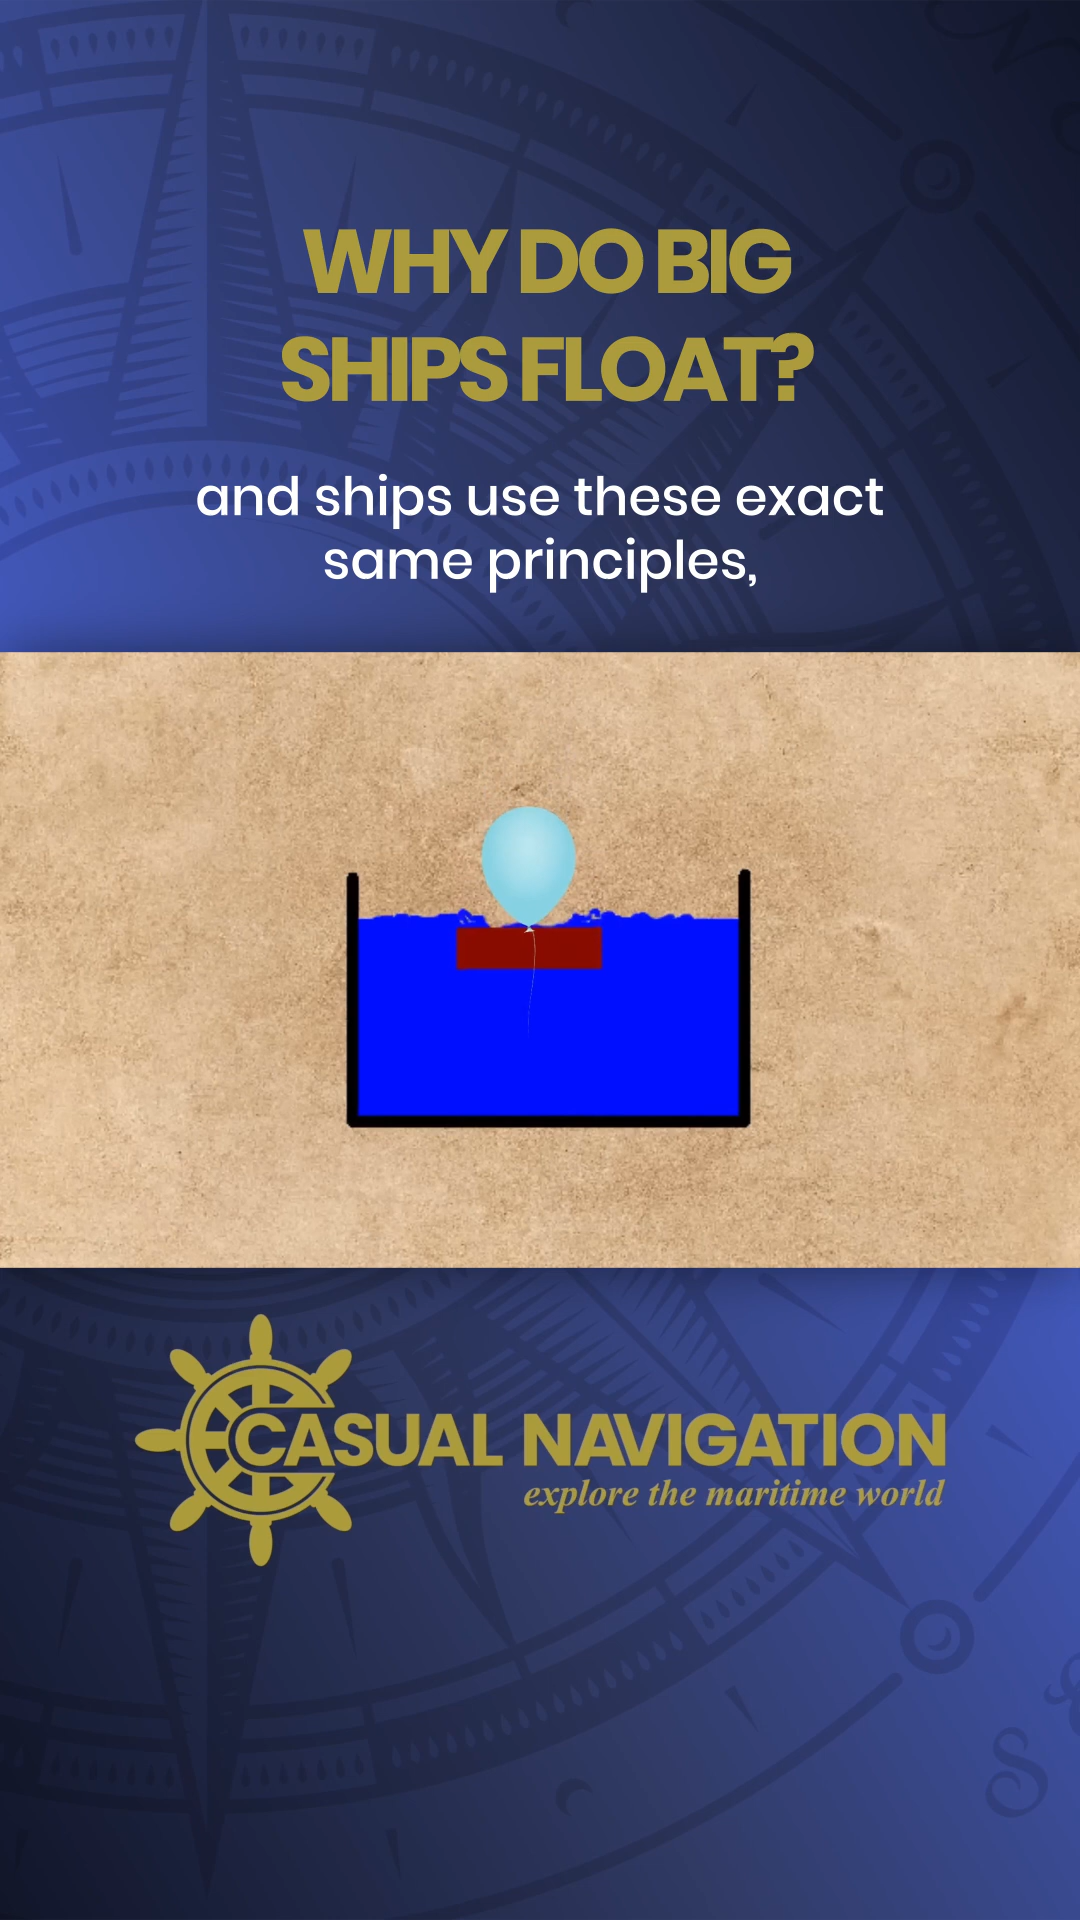 WHY DO BIG
SHIPS FLOAT?
and ships use these exact
same principles,
CASUAL NAVIGATION
explore the maritime world
S